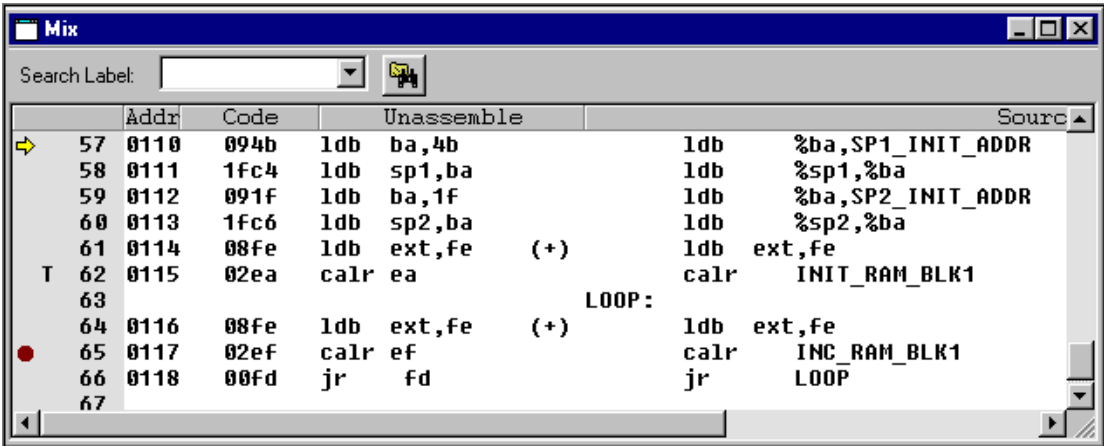 Mix
Search Label:
Addr Code Unassemble Sourc
57 0110 094b ldb ba,4b ldb %ba,SP1_INIT_ADDR
58 0111 1fc4 ldb sp1,ba ldb %sp1,%ba
59 0112 091f ldb ba,1f ldb %ba,SP2_INIT_ADDR
60 0113 1fc6 ldb sp2,ba ldb %sp2,%ba
61 0114 08fe ldb ext,fe (+) ldb ext,fe
T 62 0115 02ea calr ea calr INIT_RAM_BLK1
63 LOOP:
64 0116 08fe ldb ext,fe (+) ldb ext,fe
65 0117 02ef calr ef calr INC_RAM_BLK1
66 0118 00fd jr fd jr LOOP
67